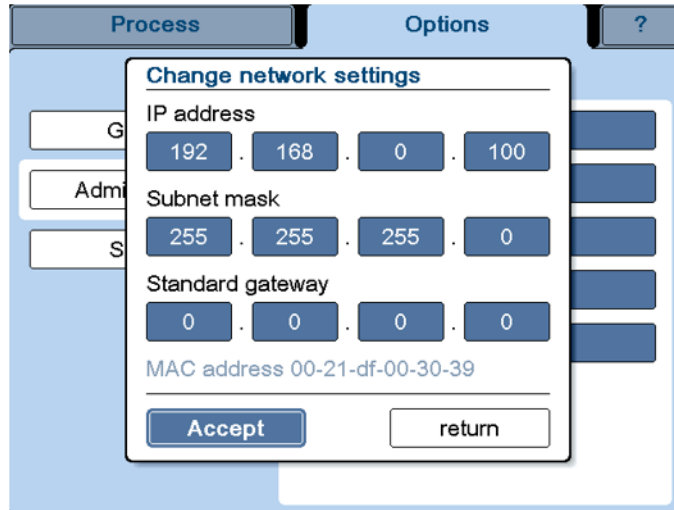 Process Options ?
Change network settings
IP address
192 . 168 . 0 . 100
Subnet mask
255 . 255 . 255 . 0
Standard gateway
0 . 0 . 0 . 0
MAC address 00-21-df-00-30-39
Accept return
G
Admi
S